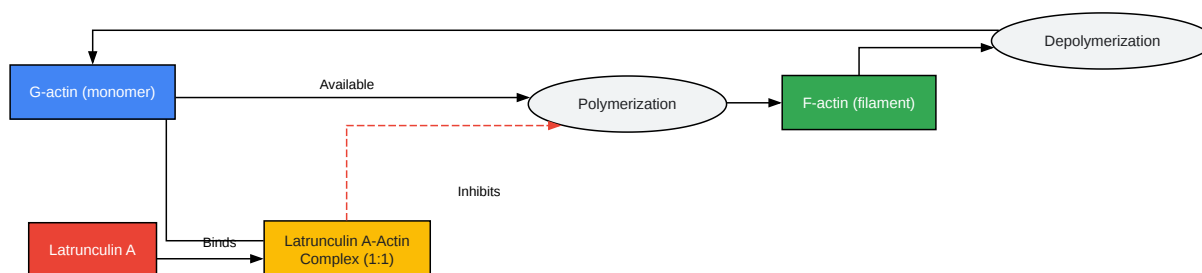 Depolymerization
G-actin (monomer)
Available
Polymerization
F-actin (filament)
Inhibits
Latrunculin A
Binds
Latrunculin A-Actin
Complex (1:1)